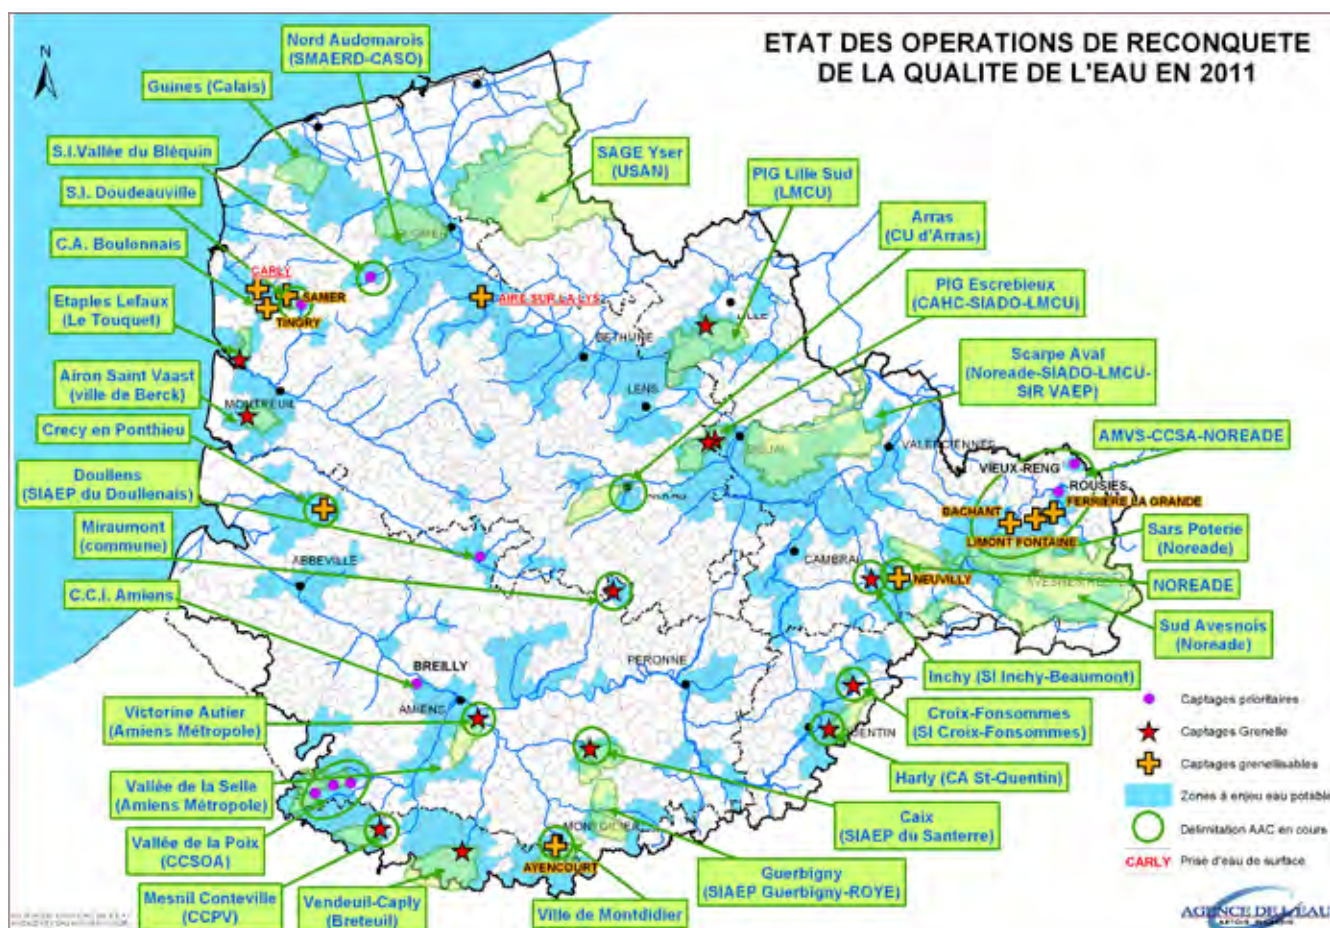 ETAT DES OPERATIONS DE RECONQUETE
DE LA QUALITE DE L'EAU EN 2011
N
Nord Audomarois
(SMAERD-CASO)
Guines (Calais)
S.I.Vallée du Bléquin
S.I. Doudeauville
C.A. Boulonnais
Etaples Lefaux
(Le Touquet)
Airon Saint Vaast
(ville de Berck)
Crecy en Ponthieu
Doullens
(SIAEP du Doullenais)
Miraumont
(commune)
C.C.I. Amiens
Victorine Autier
(Amiens Métropole)
Vallée de la Selle
(Amiens Métropole)
Vallée de la Poix
(CCSOA)
Mesnil Conteville
(CCPV)
Vendeuil-Caply
(Breteuil)
Ville de Montdidier
Guerbigny
(SIAEP Guerbigny-ROYE)
Caix
(SIAEP du Santerre)
Harly (CA St-Quentin)
Croix-Fonsommes
(SI Croix-Fonsommes)
Inchy (SI Inchy-Beaumont)
Sud Avesnois
(Noreade)
NOREADE
Sars Poterie
(Noreade)
AMVS-CCSA-NOREADE
Scarpe Aval
(Noreade-SIADO-LMCU-
SIR VAEP)
PIG Escrebieux
(CAHC-SIADO-LMCU)
Arras
(CU d'Arras)
PIG Lille Sud
(LMCU)
SAGE Yser
(USAN)
CARLY
SAMER
TINGRY
AIRE SUR LA LYS
LILLE
BETHUNE
LENS
MONTREUIL
DOUAI
VALENCIENNES
VIEUX-RENG
ROUSIES
FERRIERE LA GRANDE
BACHANT
LIMONT FONTAINE
CAMBRAI
NEUVILLY
ABBEVILLE
BREILLY
AMIENS
PERONNE
MONTDIDIER
AYENCOURT
Captages prioritaires
Captages Grenelle
Captages grenellisables
Zones à enjeu eau potable
Délimitation AAC en cours
CARLY
Prise d'eau de surface
AGENCE DE L'EAU
ARTOIS PICARDIE